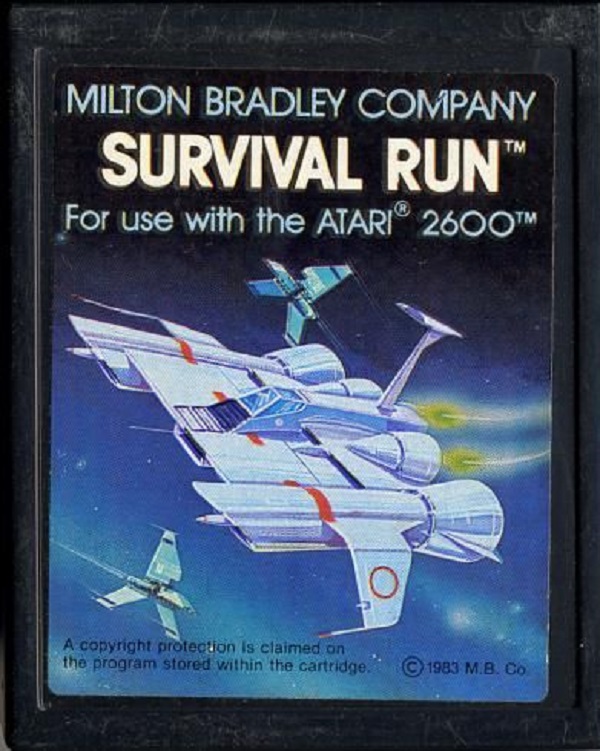 MILTON BRADLEY COMPANY
SURVIVAL RUN™
For use with the ATARI® 2600™
A copyright protection is claimed on
the program stored within the cartridge.
©1983 M.B. Co.